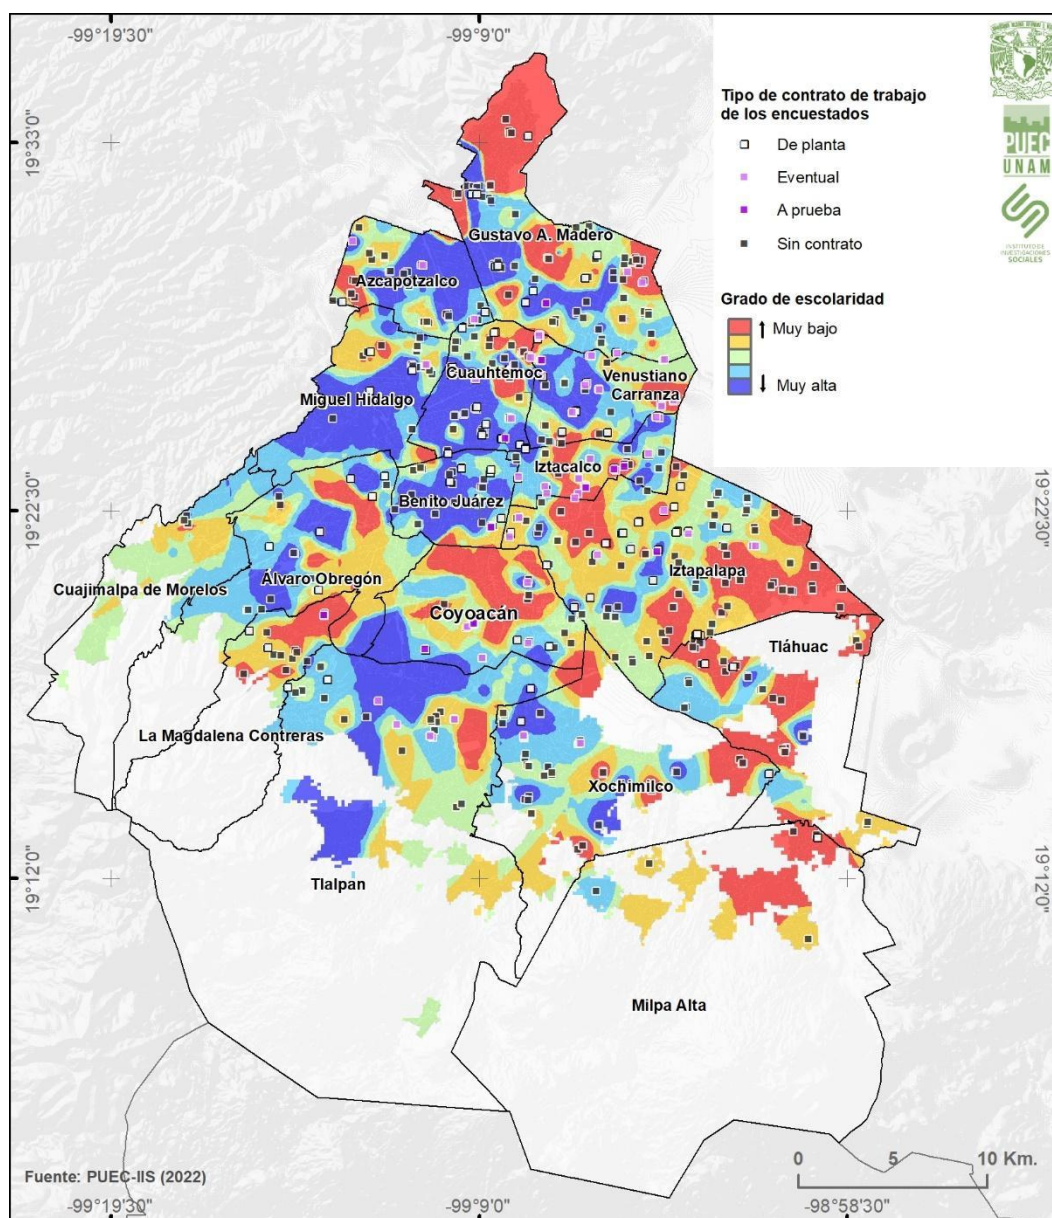 -99°19'30"
-99°9'0"
Tipo de contrato de trabajo
de los encuestados
De planta
Eventual
A prueba
Sin contrato
PUEC
UNAM
INSTITUTO DE
INVESTIGACIONES
SOCIALES
Grado de escolaridad
Muy bajo
Muy alta
19°33'0"
Gustavo A. Madero
Azcapotzalco
Cuauhtemoc
Venustiano
Carranza
Miguel Hidalgo
Iztacalco
Benito Juárez
19°22'30"
19°22'30"
Iztapalapa
Álvaro Obregón
Cuajimalpa de Morelos
Coyoacán
Tláhuac
La Magdalena Contreras
Xochimilco
19°12'0"
19°12'0"
Tlalpan
Milpa Alta
0 5 10 Km.
Fuente: PUEC-IIS (2022)
-99°19'30"
-99°9'0"
-98°58'30"